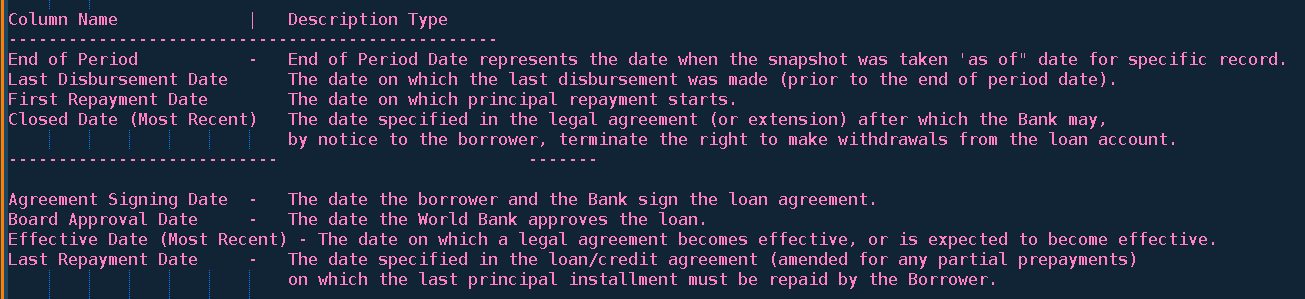 Column Name             |   Description Type
-------------------------------------------------
End of Period           -   End of Period Date represents the date when the snapshot was taken 'as of" date for specific record.
Last Disbursement Date      The date on which the last disbursement was made (prior to the end of period date).
First Repayment Date        The date on which principal repayment starts.
Closed Date (Most Recent)   The date specified in the legal agreement (or extension) after which the Bank may,
                            by notice to the borrower, terminate the right to make withdrawals from the loan account.
---------------------------                         -------
Agreement Signing Date  -   The date the borrower and the Bank sign the loan agreement.
Board Approval Date     -   The date the World Bank approves the loan.
Effective Date (Most Recent) - The date on which a legal agreement becomes effective, or is expected to become effective.
Last Repayment Date     -   The date specified in the loan/credit agreement (amended for any partial prepayments)
                            on which the last principal installment must be repaid by the Borrower.